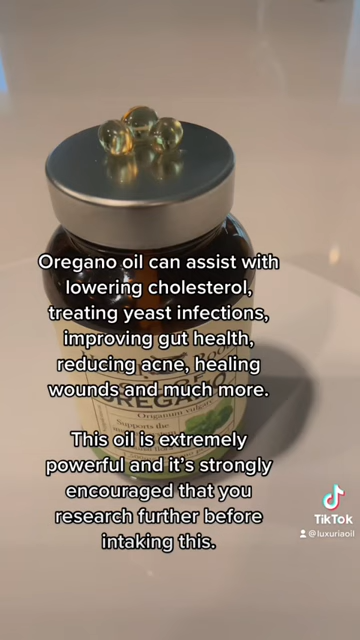 Oregano oil can assist with
lowering cholesterol,
treating yeast infections,
improving gut health,
reducing acne, healing
wounds and much more.
This oil is extremely
powerful and it's strongly
encouraged that you
research further before
intaking this.
OREGANO
Origanum vulgare
Supports the
TikTok
@luxuriaoil